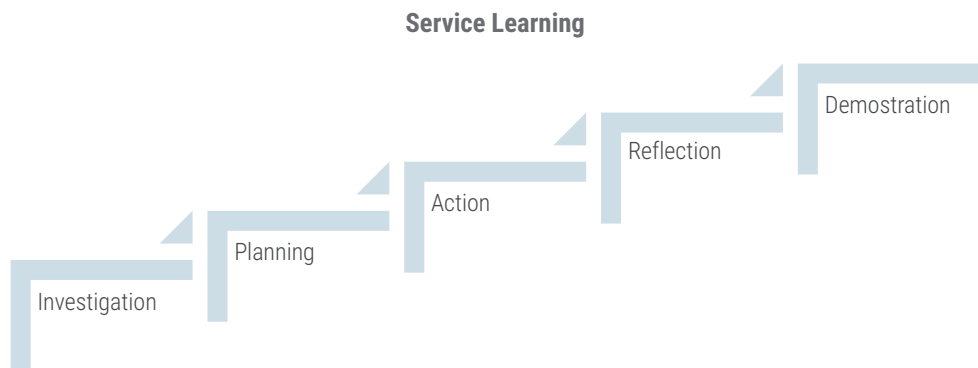 Service Learning
Demostration
Reflection
Action
Planning
Investigation